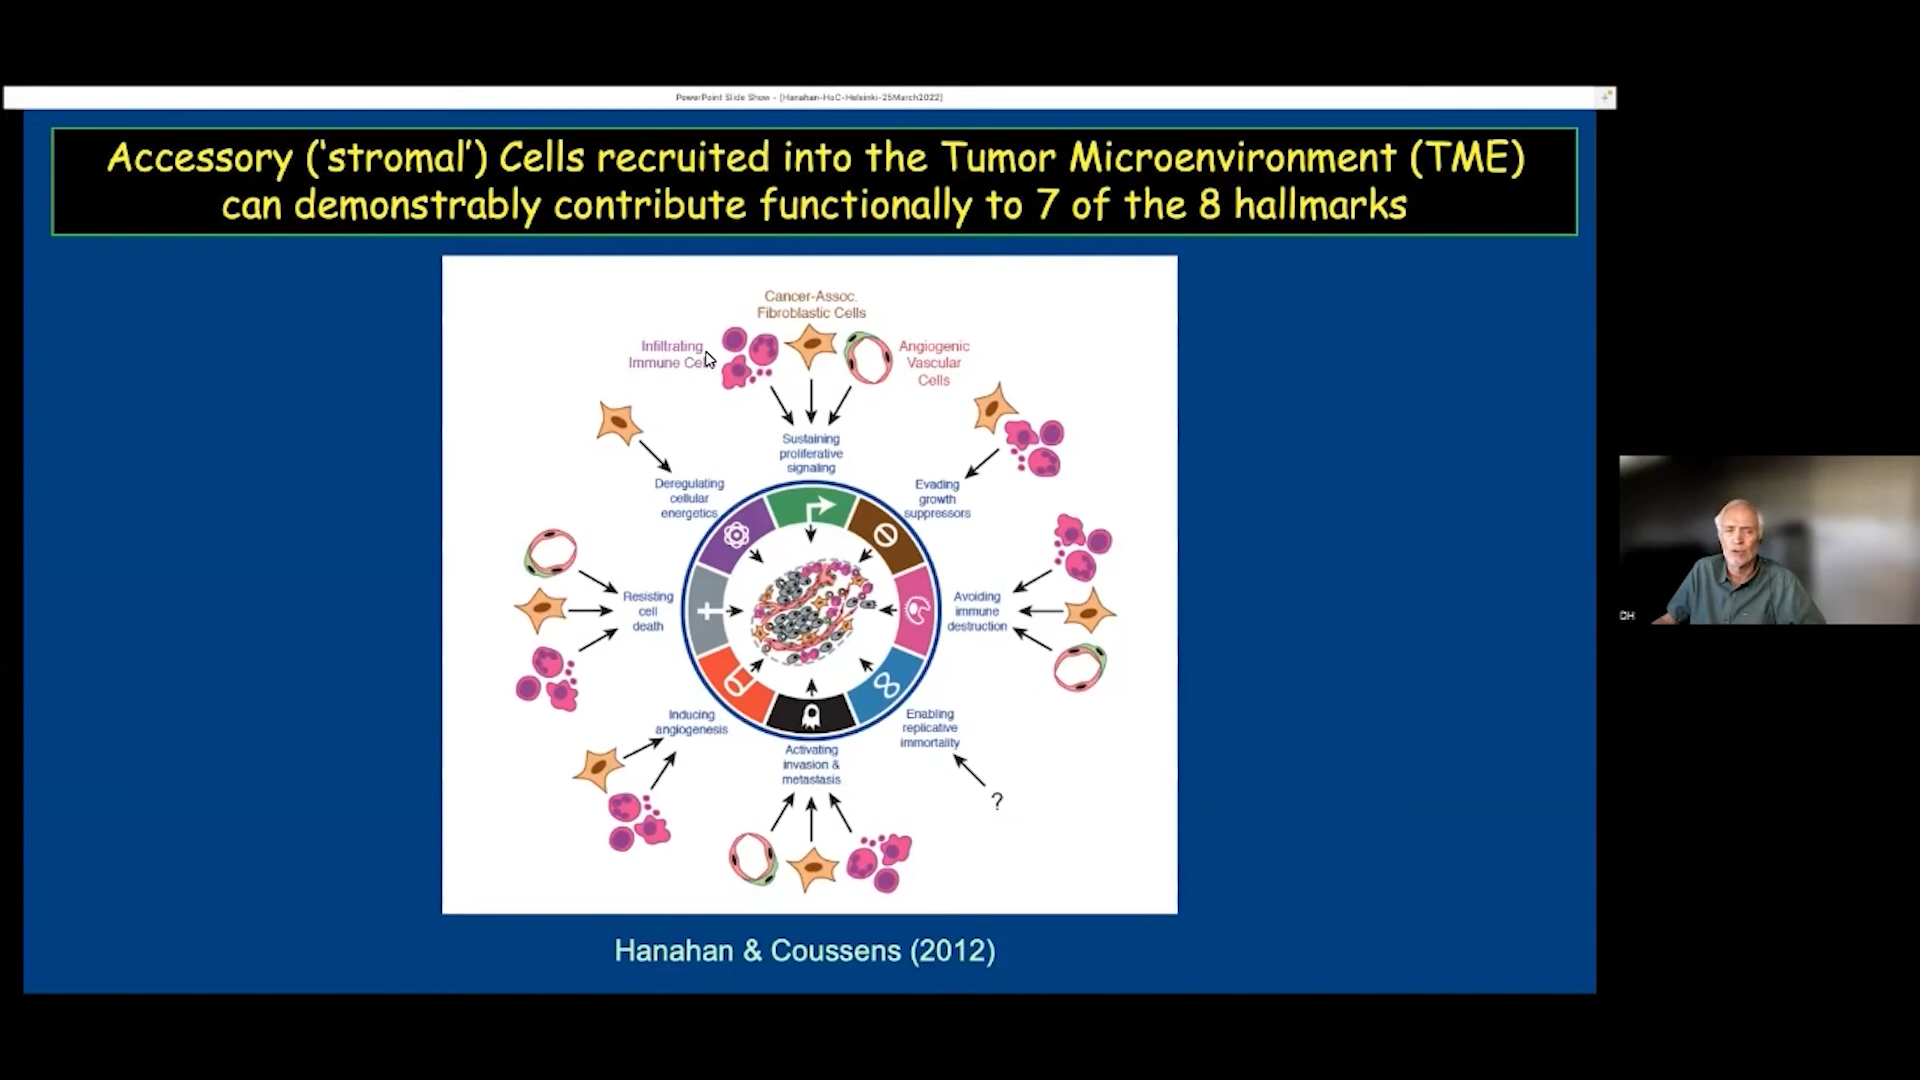 PowerPoint Slide Show - [Hanahan-HoC-Helsinki-25March2022]
Accessory ('stromal') Cells recruited into the Tumor Microenvironment (TME)
can demonstrably contribute functionally to 7 of the 8 hallmarks
Cancer-Assoc.
Fibroblastic Cells
Infiltrating
Immune Cel
Angiogenic
Vascular
Cells
Sustaining
proliferative
signaling
Deregulating
cellular
energetics
Evading
growth
suppressors
Resisting
cell
death
Avoiding
immune
destruction
Inducing
angiogenesis
Enabling
replicative
immortality
Activating
invasion &
metastasis
?
Hanahan & Coussens (2012)
DH